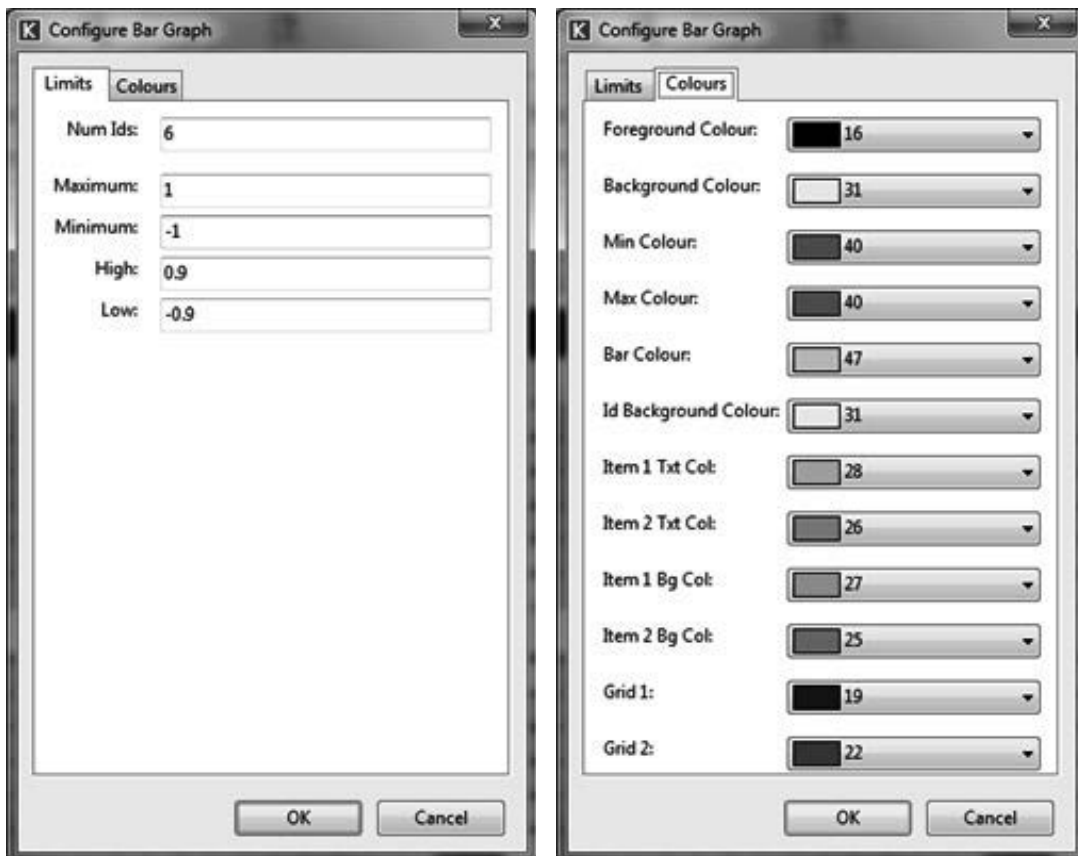 K Configure Bar Graph X
Limits Colours
Num Ids: 6
Maximum: 1
Minimum: -1
High: 0.9
Low: -0.9
OK Cancel
K Configure Bar Graph X
Limits Colours
Foreground Colour: 16
Background Colour: 31
Min Colour: 40
Max Colour: 40
Bar Colour: 47
Id Background Colour: 31
Item 1 Txt Col: 28
Item 2 Txt Col: 26
Item 1 Bg Col: 27
Item 2 Bg Col: 25
Grid 1: 19
Grid 2: 22
OK Cancel